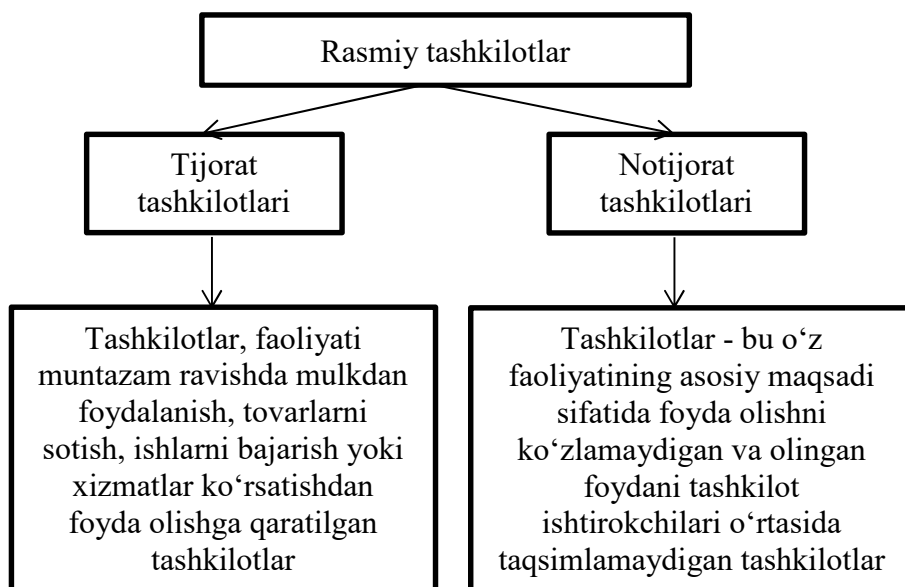 Rasmiy tashkilotlar
Tijorat
tashkilotlari
Notijorat
tashkilotlari
Tashkilotlar, faoliyati
muntazam ravishda mulkdan
foydalanish, tovarlarni
sotish, ishlarni bajarish yoki
xizmatlar ko‘rsatishdan
foyda olishga qaratilgan
tashkilotlar
Tashkilotlar - bu o‘z
faoliyatining asosiy maqsadi
sifatida foyda olishni
ko‘zlamaydigan va olingan
foydani tashkilot
ishtirokchilari o‘rtasida
taqsimlamaydigan tashkilotlar